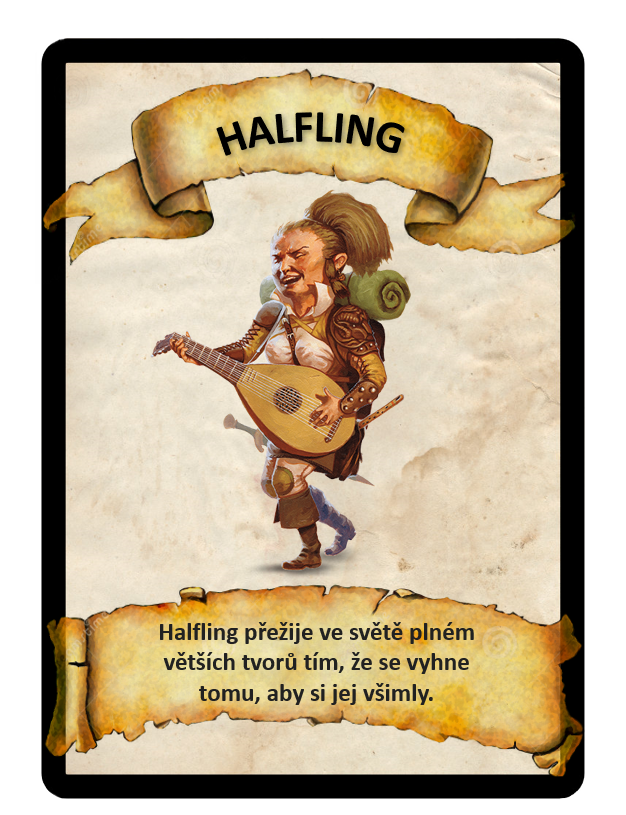 HALFLING
Halfling přežije ve světě plném
větších tvorů tím, že se vyhne
tomu, aby si jej všimly.